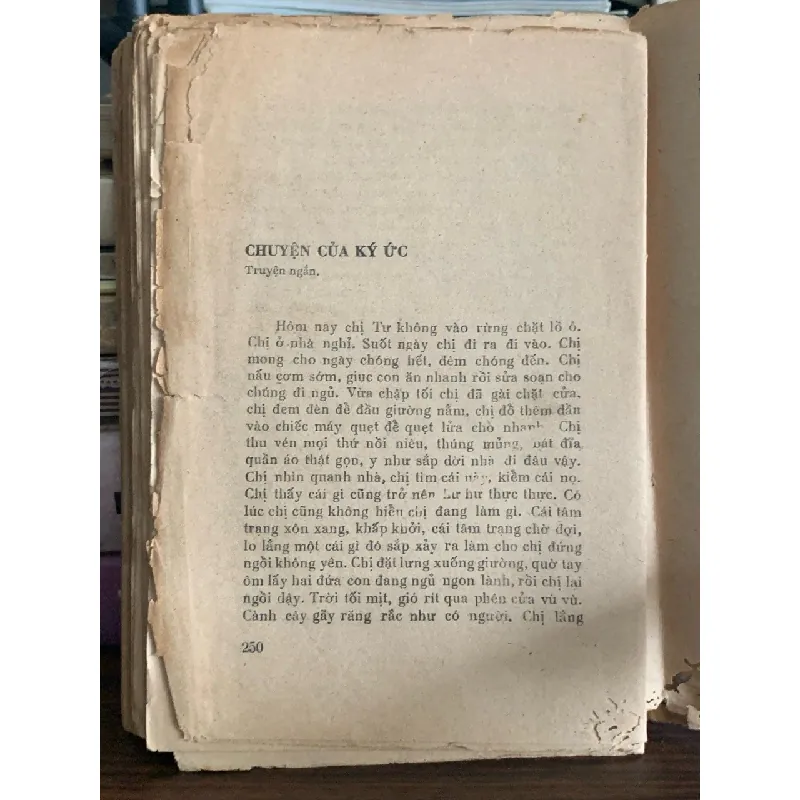 CHUYỆN CỦA KÝ ỨC
Truyện ngắn.
Hôm nay chị Tư không vào rừng chặt lồ ô.
Chị ở nhà nghỉ. Suốt ngày chị đi ra đi vào. Chị
mong cho ngày chóng hết, đêm chóng đến. Chị
nấu cơm sớm, giục con ăn nhanh rồi sửa soạn cho
chúng đi ngủ. Vừa chập tối chị đã gài chặt cửa,
chị đem đèn để đầu giường nằm, chị đổ thêm dầu
vào chiếc máy quẹt để quẹt lửa cho nhanh. Chị
thu vén mọi thứ nồi niêu, thúng mủng, bát đĩa,
quần áo thật gọn, y như sắp dời nhà đi đâu vậy.
Chị nhìn quanh nhà, chị tìm cái này, kiếm cái nọ.
Chị thấy cái gì cũng trở nên hư hư thực thực. Có
lúc chị cũng không hiểu chị đang làm gì. Cái tâm
trạng xôn xang, khấp khởi, cái tâm trạng chờ đợi,
lo lắng một cái gì đó sắp xảy ra làm cho chị đứng
ngồi không yên. Chị đặt lưng xuống giường, quờ tay
ôm lấy hai đứa con đang ngủ ngon lành, rồi chị lại
ngồi dậy. Trời tối mịt, gió rít qua phên cửa vù vù.
Cành cây gẫy răng rắc như có người. Chị lắng
250